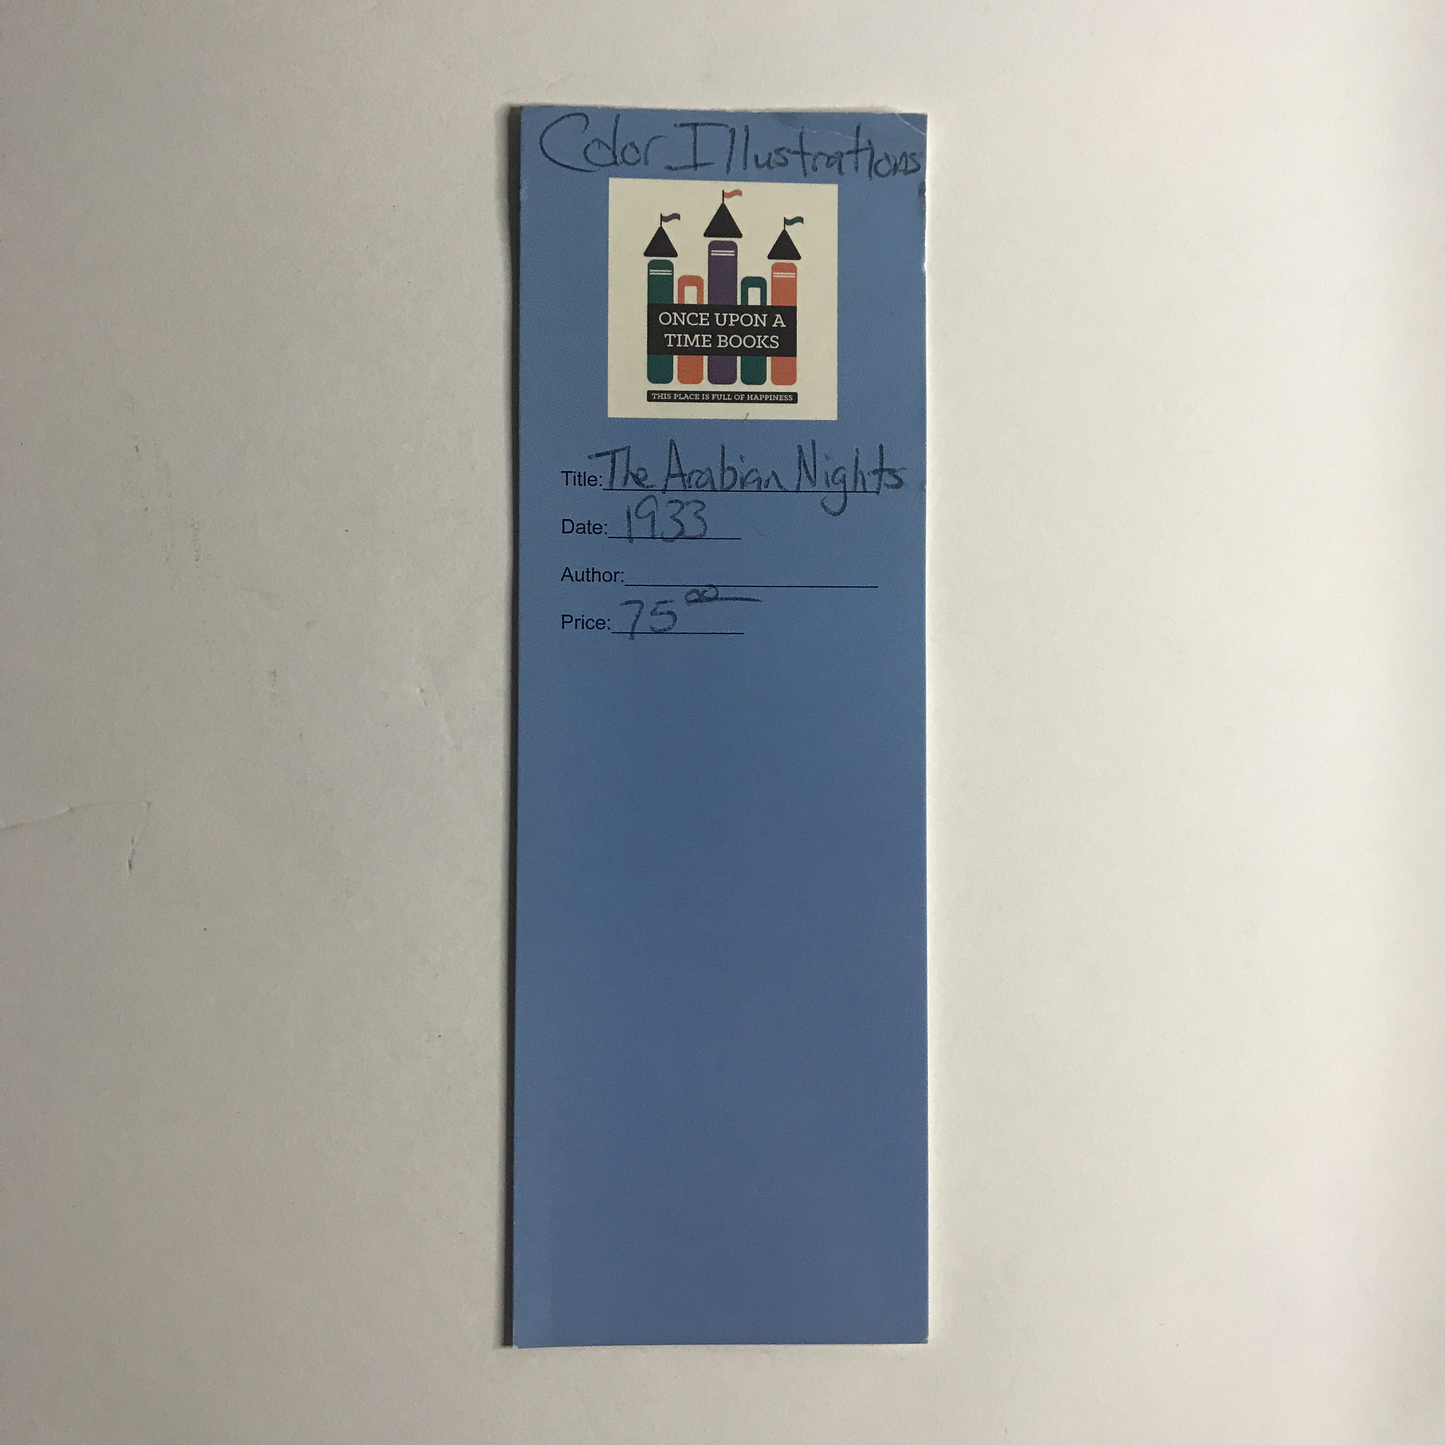 Color Illustrations
ONCE UPON A
TIME BOOKS
THIS PLACE IS FULL OF HAPPINESS
Title: The Arabian Nights
Date: 1933
Author:
Price: 75 00